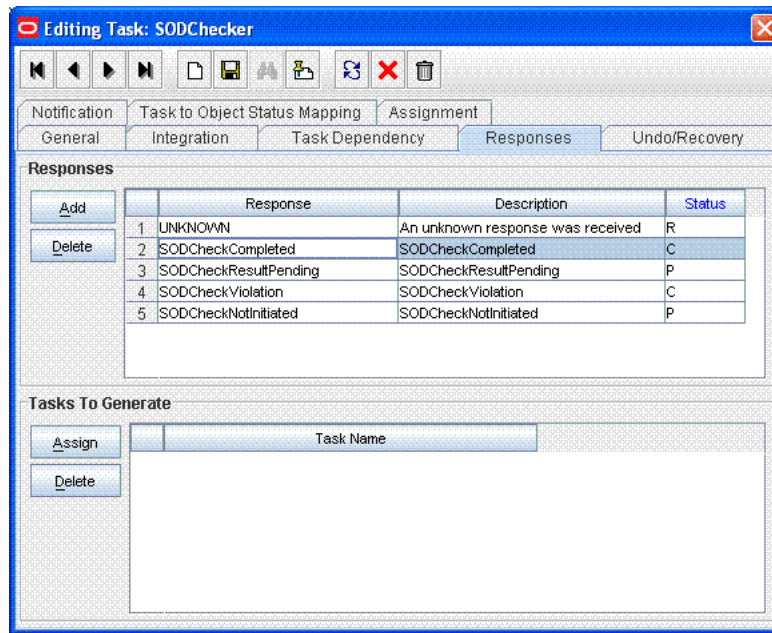 Editing Task: SODChecker
Notification Task to Object Status Mapping Assignment
General Integration Task Dependency Responses Undo/Recovery
Responses
Add
Delete
Response Description Status
1 UNKNOWN An unknown response was received R
2 SODCheckCompleted SODCheckCompleted C
3 SODCheckResultPending SODCheckResultPending P
4 SODCheckViolation SODCheckViolation C
5 SODCheckNotInitiated SODCheckNotInitiated P
Tasks To Generate
Assign
Delete
Task Name